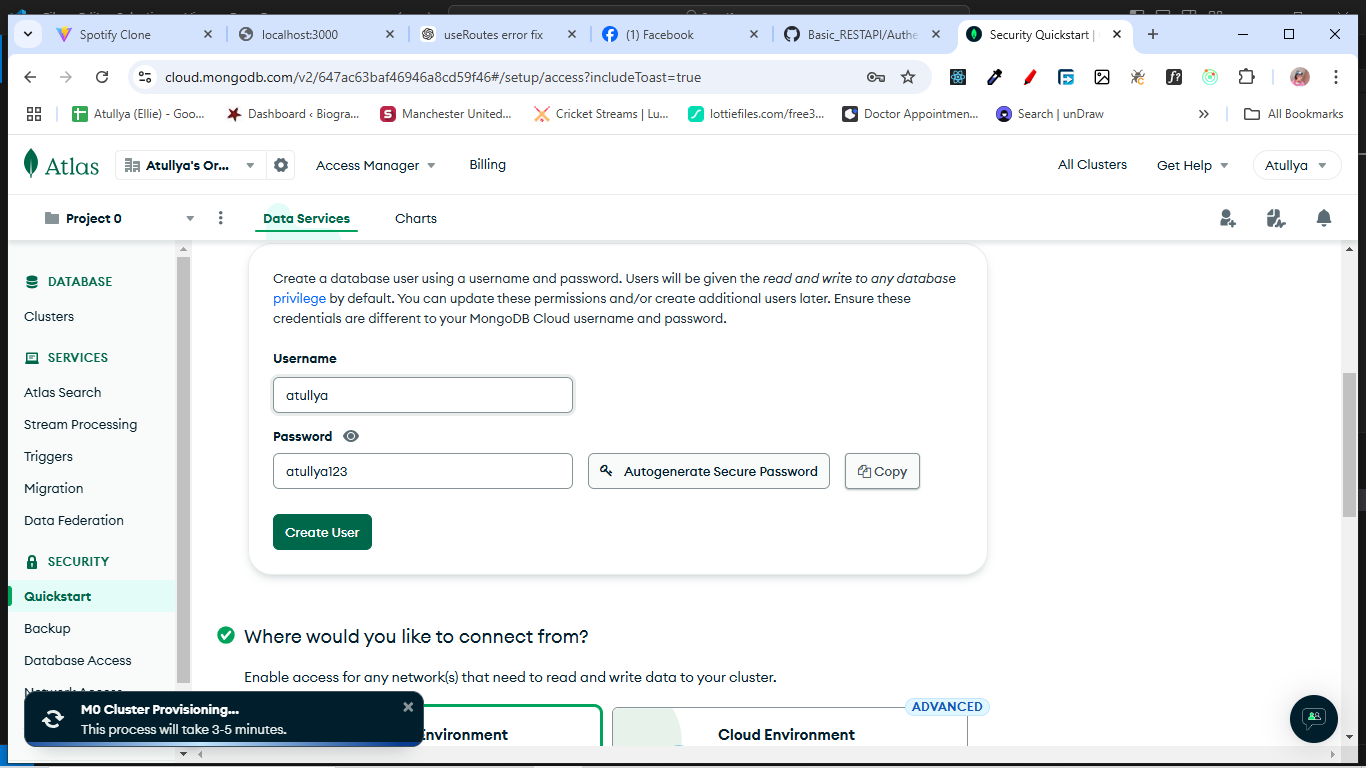 Spotify Clone
localhost:3000
useRoutes error fix
(1) Facebook
Basic_RESTAPI/Authe
Security Quickstart |
cloud.mongodb.com/v2/647ac63baf46946a8cd59f46#/setup/access?includeToast=true
Atullya (Ellie) - Goo...
Dashboard ‹ Biogra...
Manchester United...
Cricket Streams | Lu...
lottiefiles.com/free3...
Doctor Appointmen...
Search | unDraw
All Bookmarks
Atlas
Atullya's Or...
Access Manager
Billing
All Clusters
Get Help
Atullya
Project 0
Data Services
Charts
DATABASE
Clusters
SERVICES
Atlas Search
Stream Processing
Triggers
Migration
Data Federation
SECURITY
Quickstart
Backup
Database Access
Create a database user using a username and password. Users will be given the read and write to any database
privilege by default. You can update these permissions and/or create additional users later. Ensure these
credentials are different to your MongoDB Cloud username and password.
Username
atullya
Password
atullya123
Autogenerate Secure Password
Copy
Create User
Where would you like to connect from?
Enable access for any network(s) that need to read and write data to your cluster.
ADVANCED
Environment
Cloud Environment
M0 Cluster Provisioning...
This process will take 3-5 minutes.